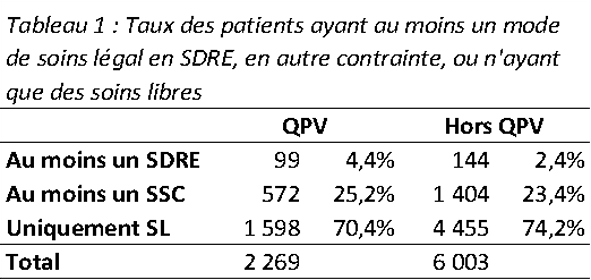 Tableau 1 : Taux des patients ayant au moins un mode
de soins légal en SDRE, en autre contrainte, ou n'ayant
que des soins libres
QPV Hors QPV
Au moins un SDRE 99 4,4% 144 2,4%
Au moins un SSC 572 25,2% 1 404 23,4%
Uniquement SL 1 598 70,4% 4 455 74,2%
Total 2 269 6 003